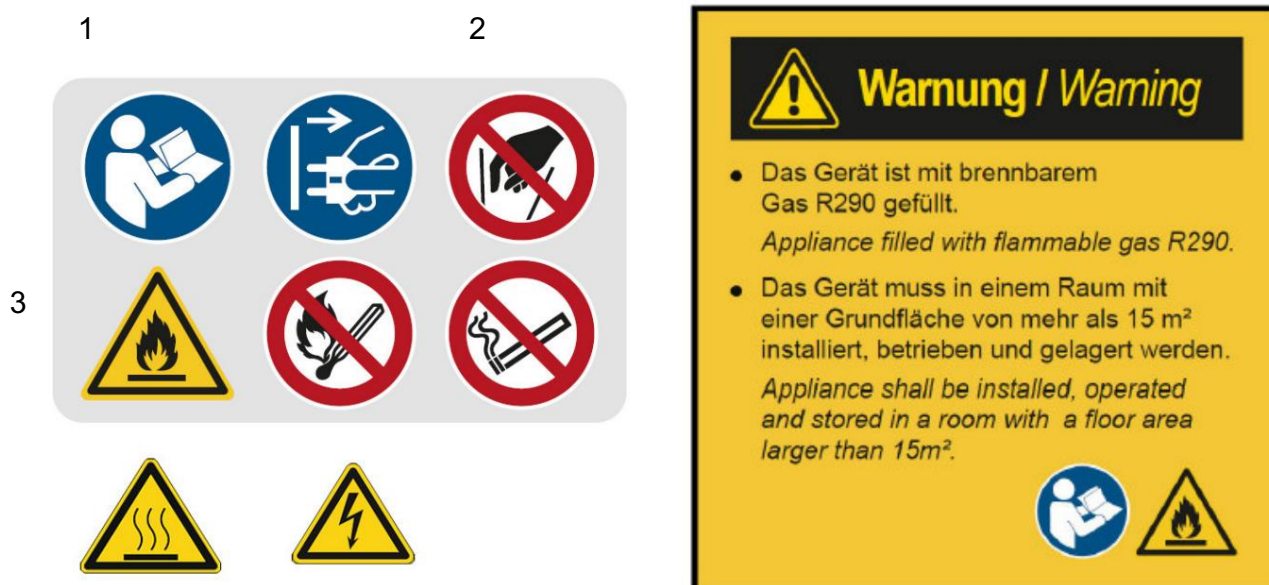 1
2
3
Warnung / Warning
• Das Gerät ist mit brennbarem
Gas R290 gefüllt.
Appliance filled with flammable gas R290.
• Das Gerät muss in einem Raum mit
einer Grundfläche von mehr als 15 m²
installiert, betrieben und gelagert werden.
Appliance shall be installed, operated
and stored in a room with a floor area
larger than 15m².